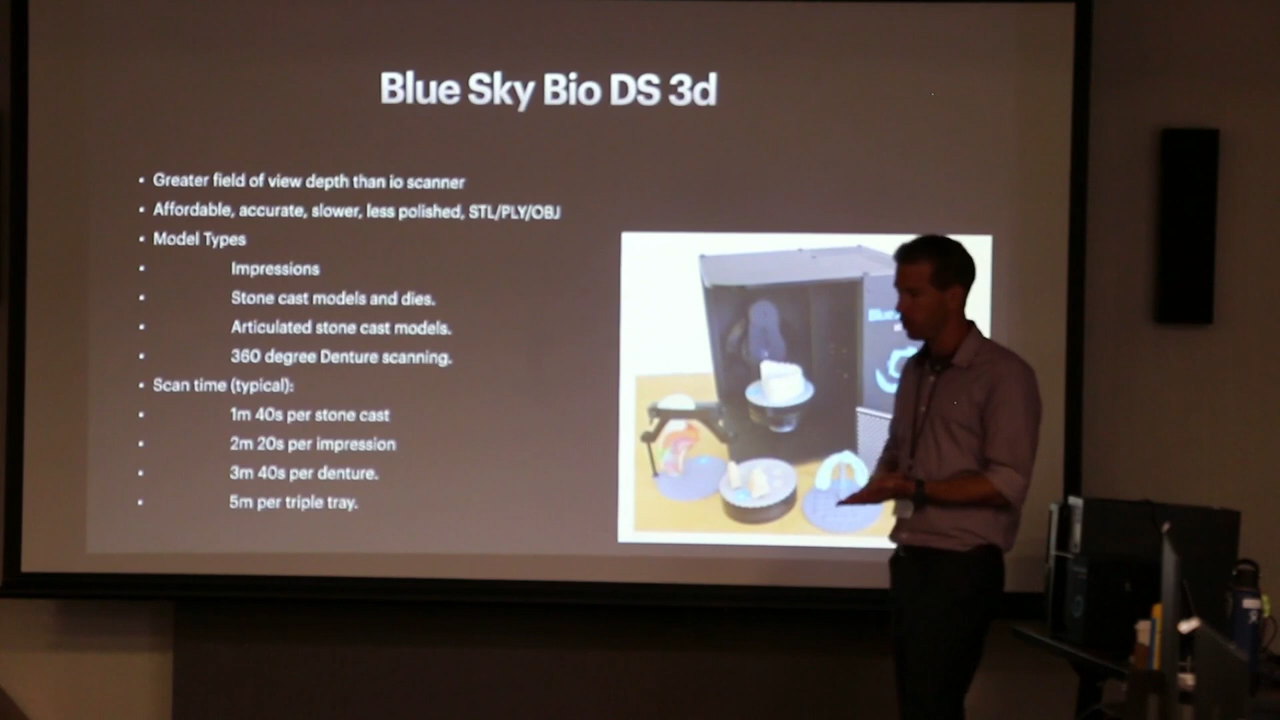 Blue Sky Bio DS 3d
• Greater field of view depth than io scanner
• Affordable, accurate, slower, less polished, STL/PLY/OBJ
• Model Types
• Impressions
• Stone cast models and dies.
• Articulated stone cast models.
• 360 degree Denture scanning.
• Scan time (typical):
• 1m 40s per stone cast
• 2m 20s per impression
• 3m 40s per denture.
• 5m per triple tray.